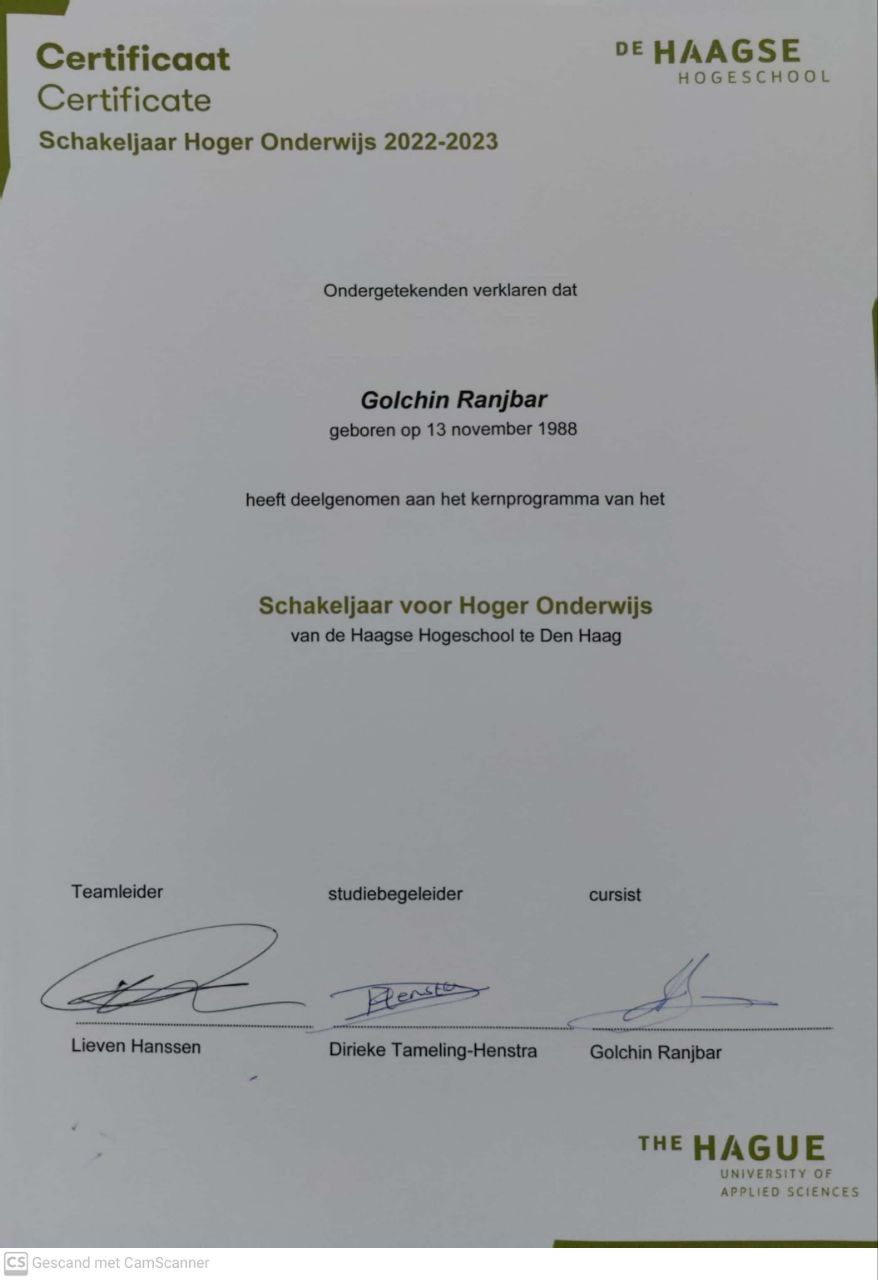 Certificaat
Certificate
Schakeljaar Hoger Onderwijs 2022-2023
DE HAAGSE
HOGESCHOOL
Ondergetekenden verklaren dat
Golchin Ranjbar
geboren op 13 november 1988
heeft deelgenomen aan het kernprogramma van het
Schakeljaar voor Hoger Onderwijs
van de Haagse Hogeschool te Den Haag
Teamleider studiebegeleider cursist
Lieven Hanssen Dirieke Tameling-Henstra Golchin Ranjbar
THE HAGUE
UNIVERSITY OF
APPLIED SCIENCES
CS Gescand met CamScanner